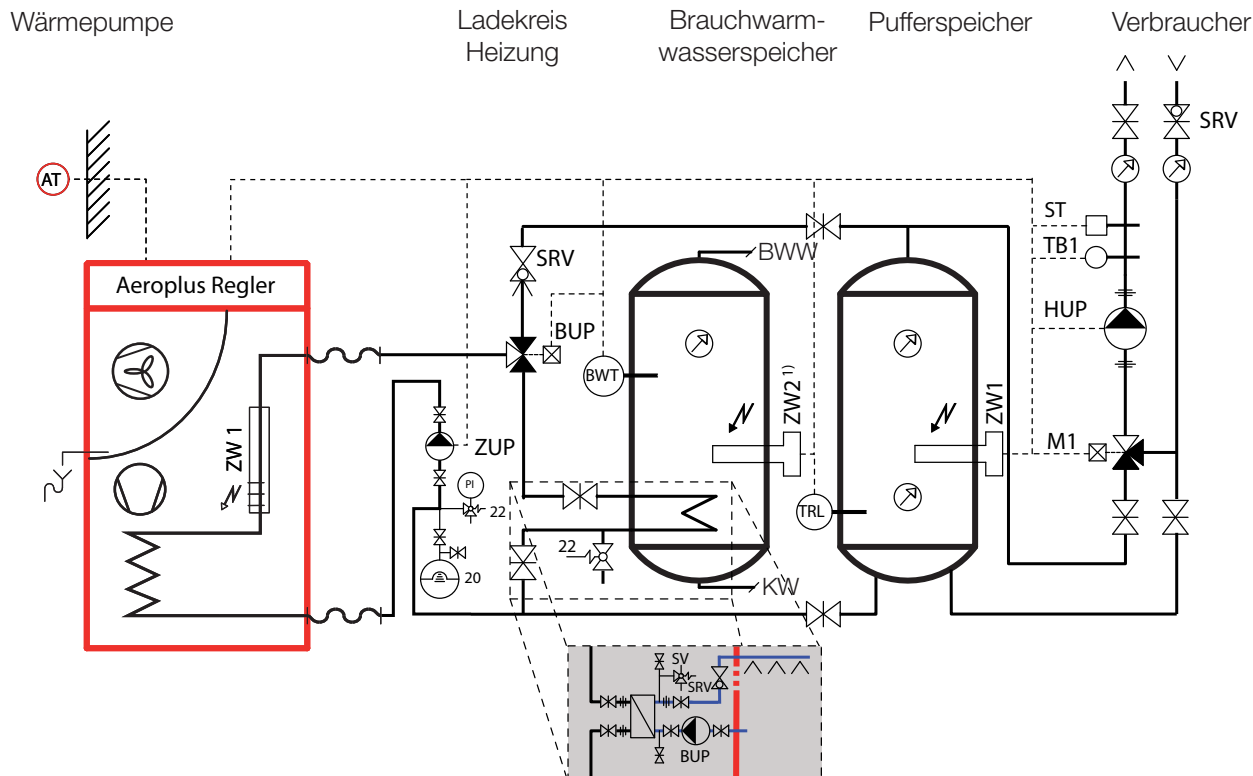 Wärmepumpe
Ladekreis
Heizung
Brauchwarm-
wasserspeicher
Pufferspeicher
Verbraucher
SRV
AT
ST
BWW
SRV
TB1
Aeroplus Regler
HUP
BUP
BWT
ZW2 1)
ZW1
ZW 1
M1
ZUP
PI
22
TRL
22
20
KW
SV
SRV
BUP